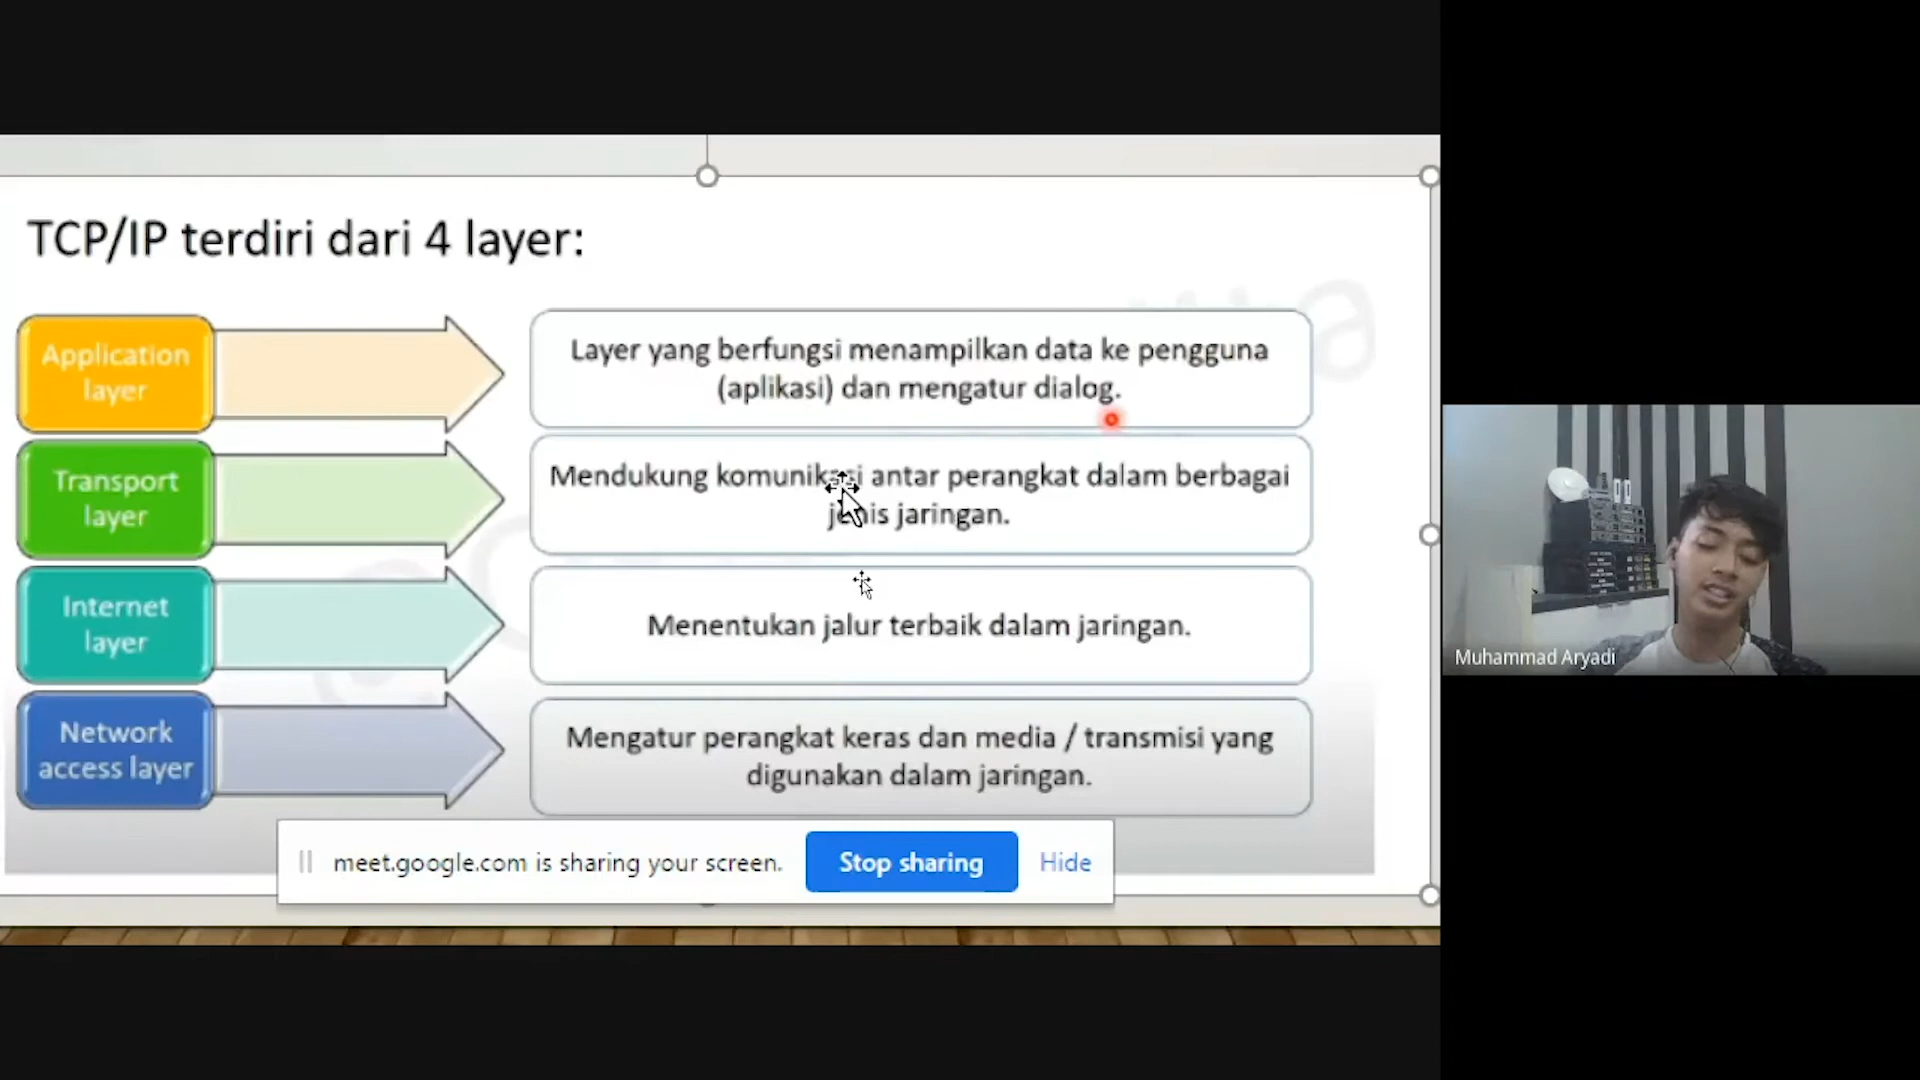 TCP/IP terdiri dari 4 layer:
Application
layer
Layer yang berfungsi menampilkan data ke pengguna
(aplikasi) dan mengatur dialog.
Transport
layer
Mendukung komunikasi antar perangkat dalam berbagai
jenis jaringan.
Internet
layer
Menentukan jalur terbaik dalam jaringan.
Network
access layer
Mengatur perangkat keras dan media / transmisi yang
digunakan dalam jaringan.
meet.google.com is sharing your screen.
Stop sharing
Hide
Muhammad Aryadi